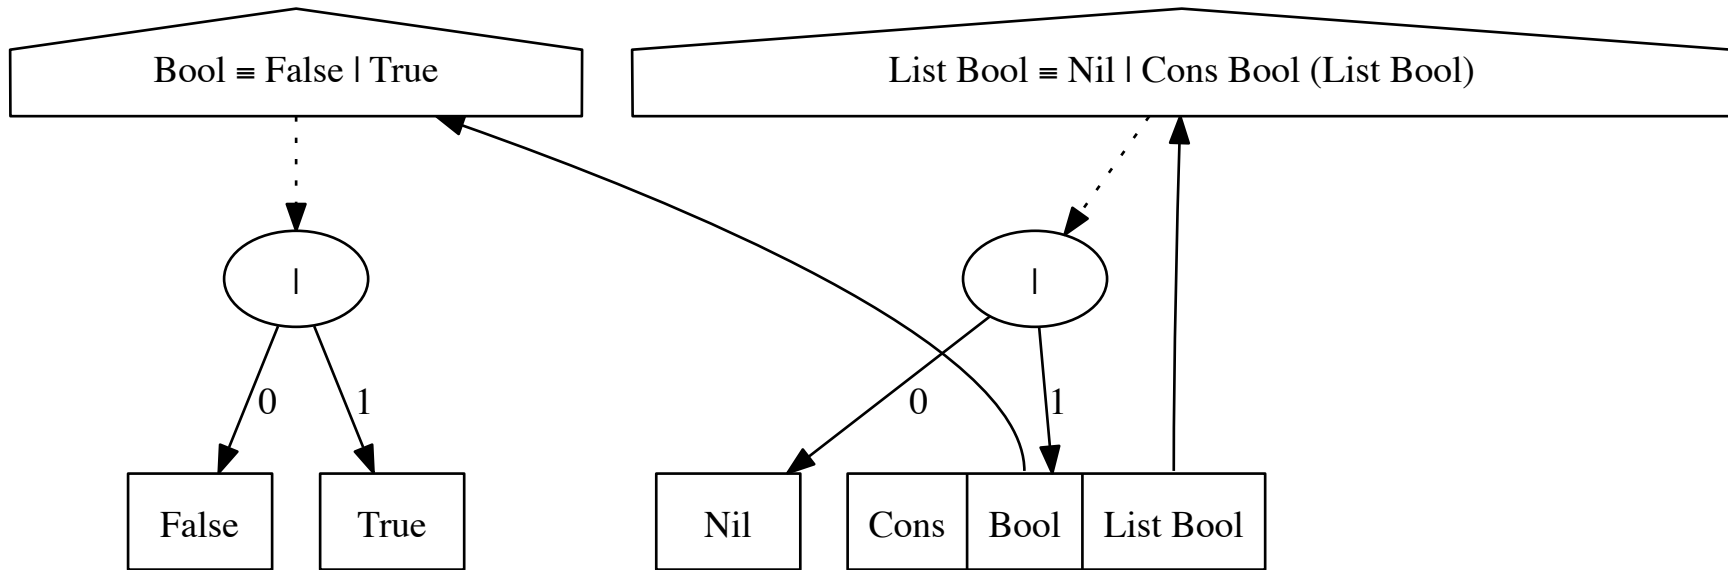 Bool ≡ False | True
List Bool ≡ Nil | Cons Bool (List Bool)
|
|
0
1
0
1
False
True
Nil
Cons
Bool
List Bool